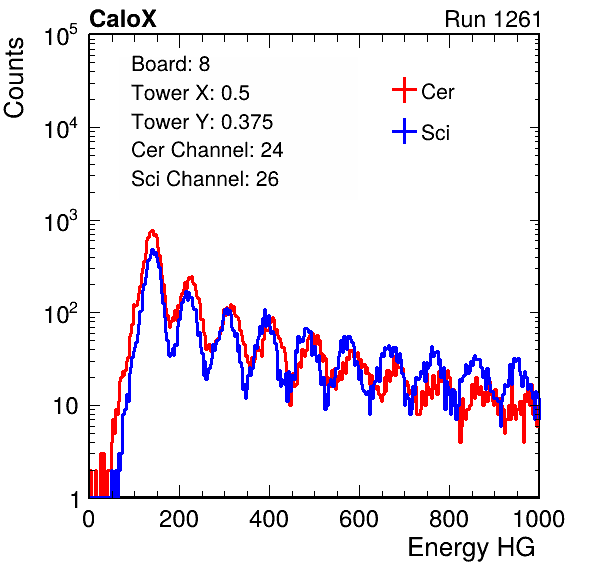 CaloX Run 1261
Counts
10^5
10^4
10^3
10^2
10
1
Board: 8
Tower X: 0.5
Tower Y: 0.375
Cer Channel: 24
Sci Channel: 26
Cer
Sci
0 200 400 600 800 1000
Energy HG